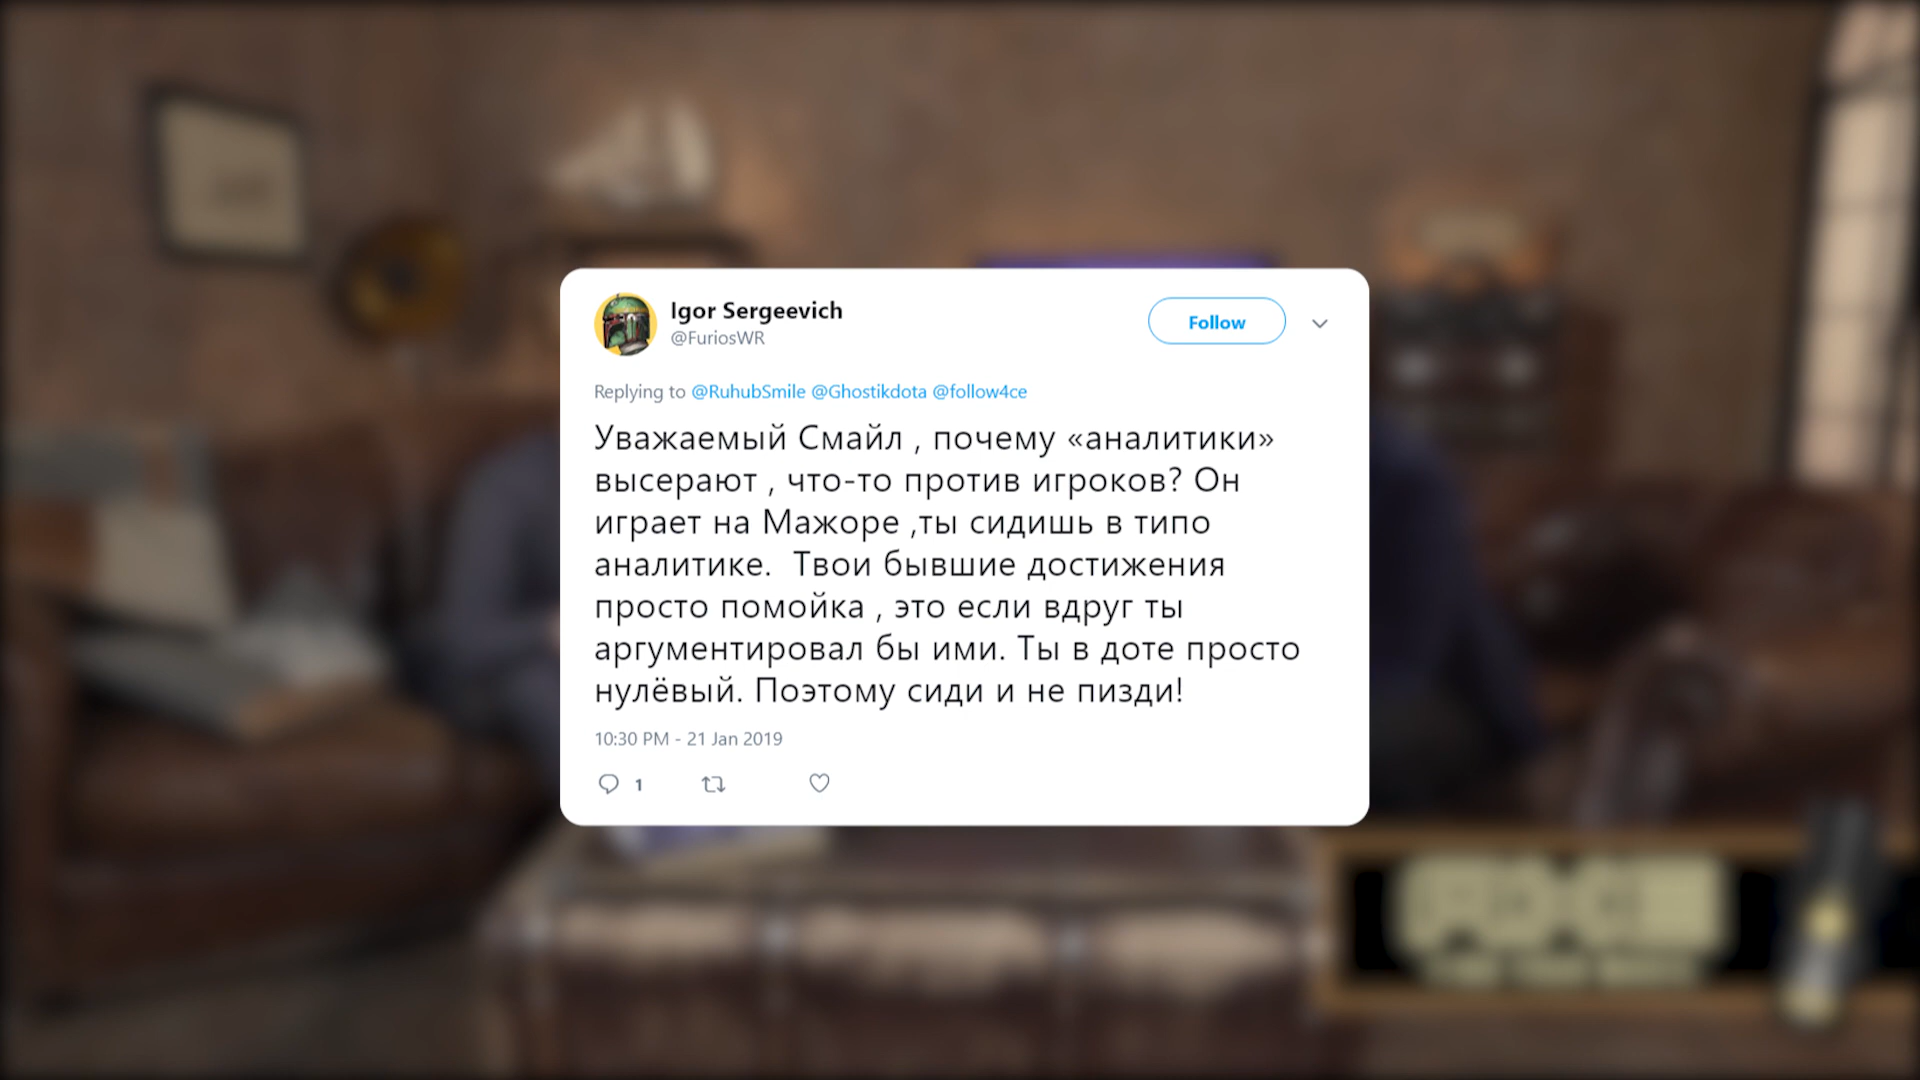 Igor Sergeevich
@FuriosWR
Follow
Replying to @RuhubSmile @Ghostikdota @follow4ce
Уважаемый Смайл , почему «аналитики»
высерают , что-то против игроков? Он
играет на Мажоре ,ты сидишь в типо
аналитике.  Твои бывшие достижения
просто помойка , это если вдруг ты
аргументировал бы ими. Ты в доте просто
нулёвый. Поэтому сиди и не пизди!
10:30 PM - 21 Jan 2019
1